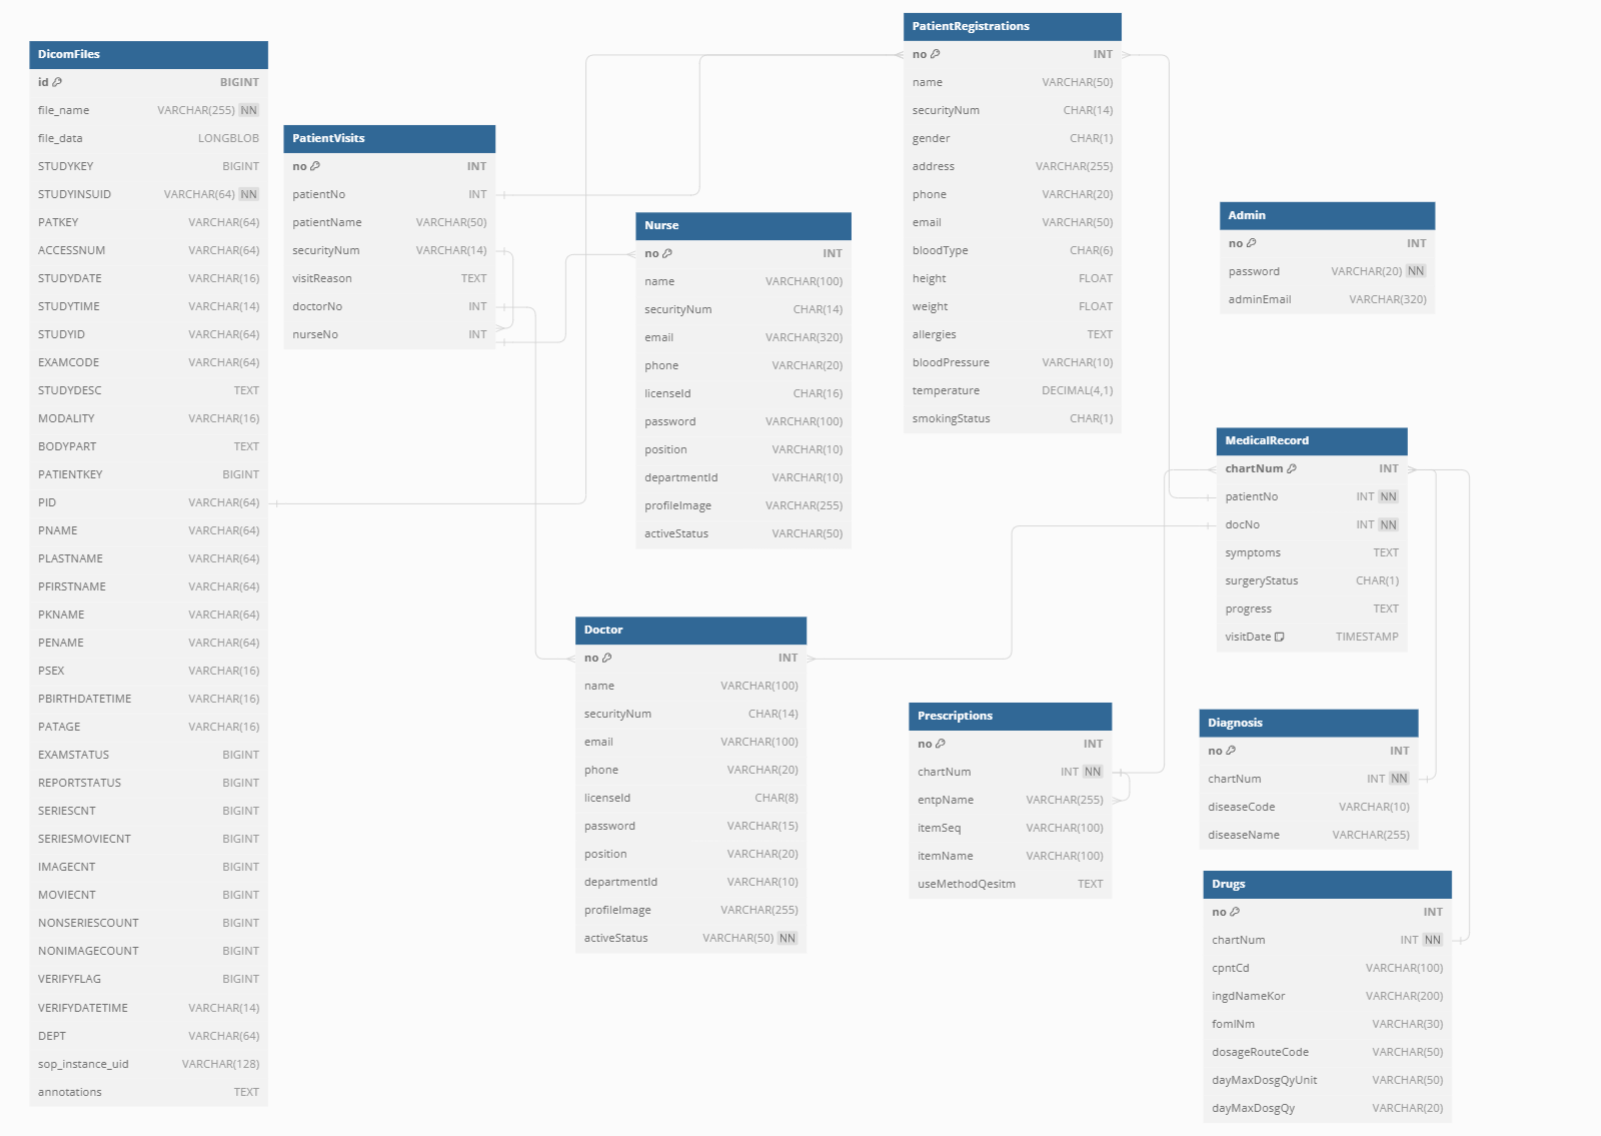 DicomFiles
id BIGINT
file_name VARCHAR(255) NN
file_data LONGBLOB
STUDYKEY BIGINT
STUDYINSUID VARCHAR(64) NN
PATKEY VARCHAR(64)
ACCESSNUM VARCHAR(64)
STUDYDATE VARCHAR(16)
STUDYTIME VARCHAR(14)
STUDYID VARCHAR(64)
EXAMCODE VARCHAR(64)
STUDYDESC TEXT
MODALITY VARCHAR(16)
BODYPART TEXT
PATIENTKEY BIGINT
PID VARCHAR(64)
PNAME VARCHAR(64)
PLASTNAME VARCHAR(64)
PFIRSTNAME VARCHAR(64)
PKNAME VARCHAR(64)
PENAME VARCHAR(64)
PSEX VARCHAR(16)
PBIRTHDATETIME VARCHAR(16)
PATAGE VARCHAR(16)
EXAMSTATUS BIGINT
REPORTSTATUS BIGINT
SERIESCNT BIGINT
SERIESMOVIECNT BIGINT
IMAGECNT BIGINT
MOVIECNT BIGINT
NONSERIESCOUNT BIGINT
NONIMAGECOUNT BIGINT
VERIFYFLAG BIGINT
VERIFYDATETIME VARCHAR(14)
DEPT VARCHAR(64)
sop_instance_uid VARCHAR(128)
annotations TEXT
PatientVisits
no INT
patientNo INT
patientName VARCHAR(50)
securityNum VARCHAR(14)
visitReason TEXT
doctorNo INT
nurseNo INT
Nurse
no INT
name VARCHAR(100)
securityNum CHAR(14)
email VARCHAR(320)
phone VARCHAR(20)
licenseId CHAR(16)
password VARCHAR(100)
position VARCHAR(10)
departmentId VARCHAR(10)
profileImage VARCHAR(255)
activeStatus VARCHAR(50)
Doctor
no INT
name VARCHAR(100)
securityNum CHAR(14)
email VARCHAR(100)
phone VARCHAR(20)
licenseId CHAR(8)
password VARCHAR(15)
position VARCHAR(20)
departmentId VARCHAR(10)
profileImage VARCHAR(255)
activeStatus VARCHAR(50) NN
PatientRegistrations
no INT
name VARCHAR(50)
securityNum CHAR(14)
gender CHAR(1)
address VARCHAR(255)
phone VARCHAR(20)
email VARCHAR(50)
bloodType CHAR(6)
height FLOAT
weight FLOAT
allergies TEXT
bloodPressure VARCHAR(10)
temperature DECIMAL(4,1)
smokingStatus CHAR(1)
Prescriptions
no INT
chartNum INT NN
entpName VARCHAR(255)
itemSeq VARCHAR(100)
itemName VARCHAR(100)
useMethodQesitm TEXT
Admin
no INT
password VARCHAR(20) NN
adminEmail VARCHAR(320)
MedicalRecord
chartNum INT
patientNo INT NN
docNo INT NN
symptoms TEXT
surgeryStatus CHAR(1)
progress TEXT
visitDate TIMESTAMP
Diagnosis
no INT
chartNum INT NN
diseaseCode VARCHAR(10)
diseaseName VARCHAR(255)
Drugs
no INT
chartNum INT NN
cpntCd VARCHAR(100)
ingdNameKor VARCHAR(200)
fomlNm VARCHAR(30)
dosageRouteCode VARCHAR(50)
dayMaxDosgQyUnit VARCHAR(50)
dayMaxDosgQy VARCHAR(20)